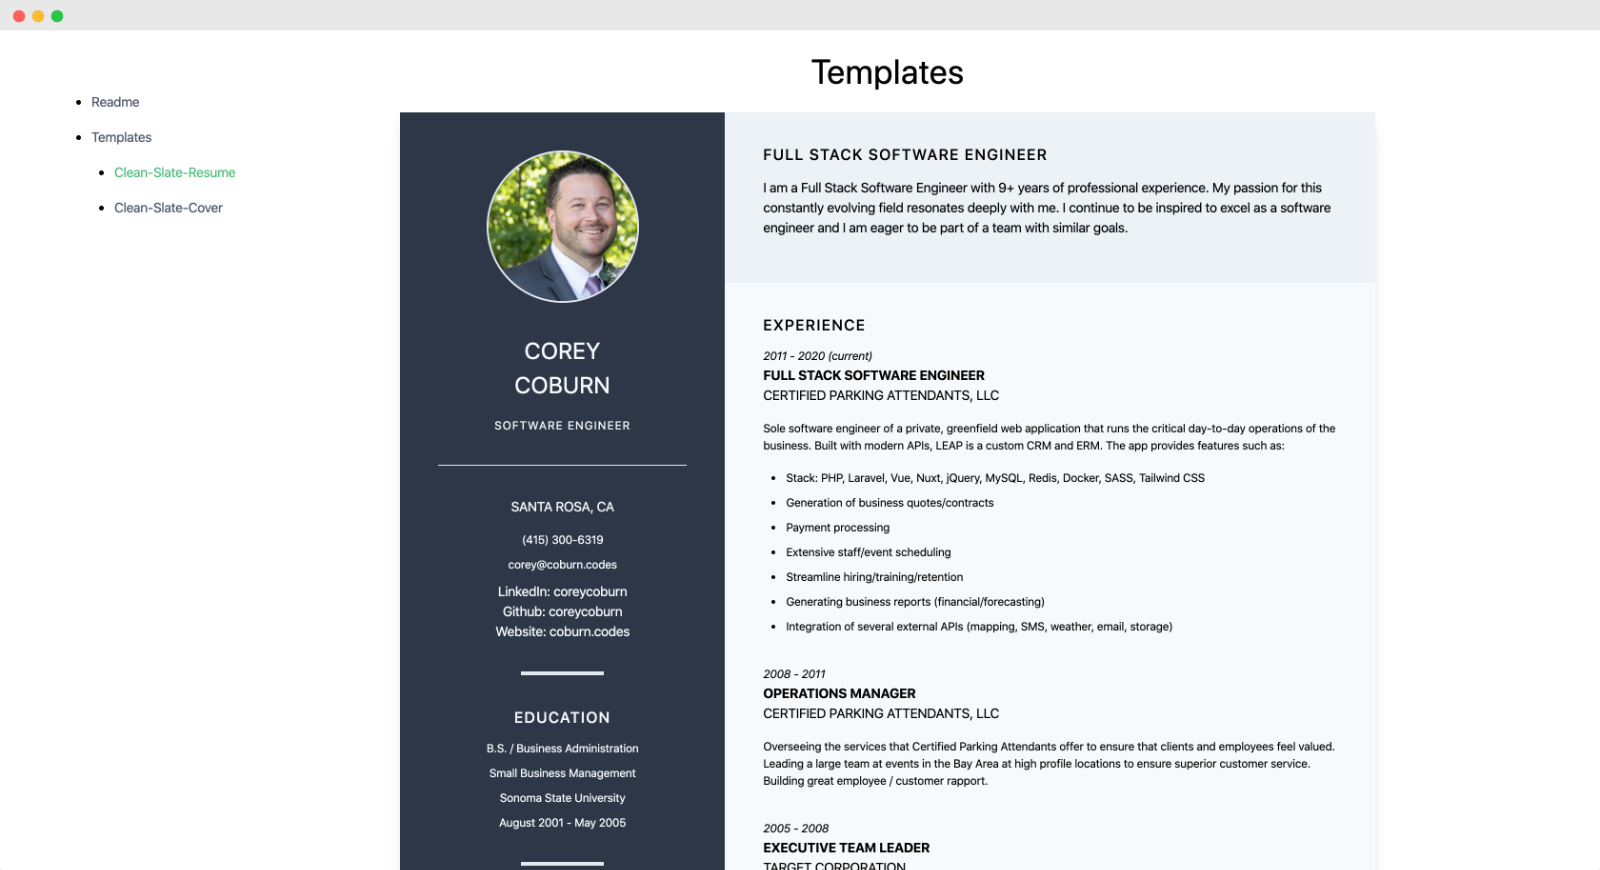 Templates
Readme
Templates
Clean-Slate-Resume
Clean-Slate-Cover
COREY
COBURN
SOFTWARE ENGINEER
SANTA ROSA, CA
(415) 300-6319
corey@coburn.codes
LinkedIn: coreycoburn
Github: coreycoburn
Website: coburn.codes
EDUCATION
B.S. / Business Administration
Small Business Management
Sonoma State University
August 2001 - May 2005
FULL STACK SOFTWARE ENGINEER
I am a Full Stack Software Engineer with 9+ years of professional experience. My passion for this
constantly evolving field resonates deeply with me. I continue to be inspired to excel as a software
engineer and I am eager to be part of a team with similar goals.
EXPERIENCE
2011 - 2020 (current)
FULL STACK SOFTWARE ENGINEER
CERTIFIED PARKING ATTENDANTS, LLC
Sole software engineer of a private, greenfield web application that runs the critical day-to-day operations of the
business. Built with modern APIs, LEAP is a custom CRM and ERM. The app provides features such as:
Stack: PHP, Laravel, Vue, Nuxt, jQuery, MySQL, Redis, Docker, SASS, Tailwind CSS
Generation of business quotes/contracts
Payment processing
Extensive staff/event scheduling
Streamline hiring/training/retention
Generating business reports (financial/forecasting)
Integration of several external APIs (mapping, SMS, weather, email, storage)
2008 - 2011
OPERATIONS MANAGER
CERTIFIED PARKING ATTENDANTS, LLC
Overseeing the services that Certified Parking Attendants offer to ensure that clients and employees feel valued.
Leading a large team at events in the Bay Area at high profile locations to ensure superior customer service.
Building great employee / customer rapport.
2005 - 2008
EXECUTIVE TEAM LEADER
TARGET CORPORATION